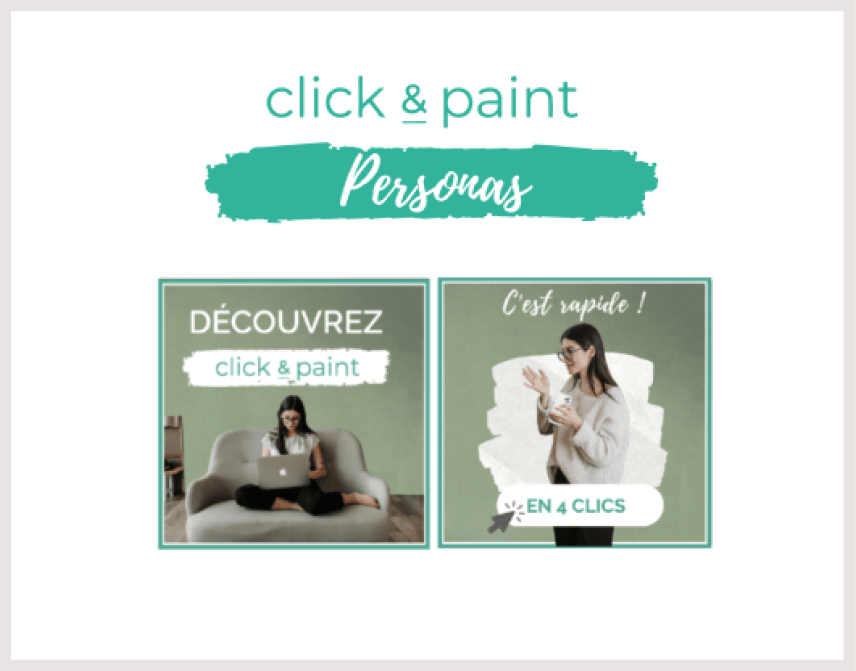 click & paint
Personas
DÉCOUVREZ
click & paint
C'est rapide !
EN 4 CLICS